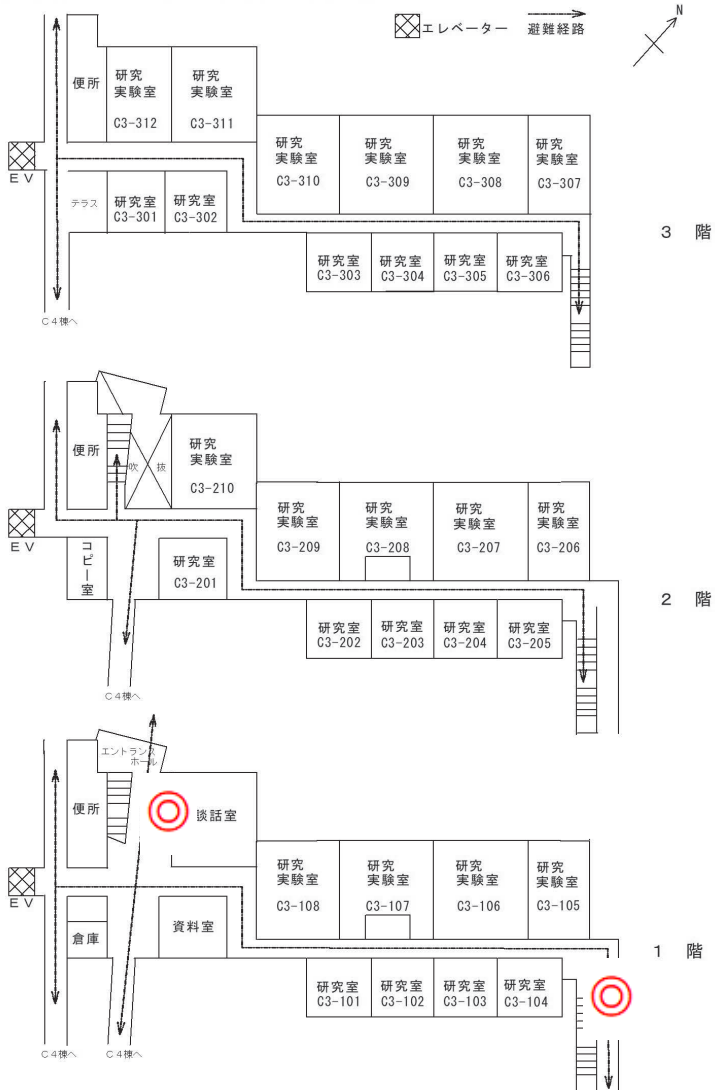 エレベーター 避難経路
N
便所
研究
実験室
C3-312
研究
実験室
C3-311
研究
実験室
C3-310
研究
実験室
C3-309
研究
実験室
C3-308
研究
実験室
C3-307
EV
テラス
研究室
C3-301
研究室
C3-302
研究室
C3-303
研究室
C3-304
研究室
C3-305
研究室
C3-306
C4棟へ
3 階
便所
吹 抜
研究
実験室
C3-210
研究
実験室
C3-209
研究
実験室
C3-208
研究
実験室
C3-207
研究
実験室
C3-206
EV
コピー室
研究室
C3-201
研究室
C3-202
研究室
C3-203
研究室
C3-204
研究室
C3-205
C4棟へ
2 階
エントランス
ホール
便所
談話室
研究
実験室
C3-108
研究
実験室
C3-107
研究
実験室
C3-106
研究
実験室
C3-105
EV
倉庫
資料室
研究室
C3-101
研究室
C3-102
研究室
C3-103
研究室
C3-104
C4棟へ
C4棟へ
1 階